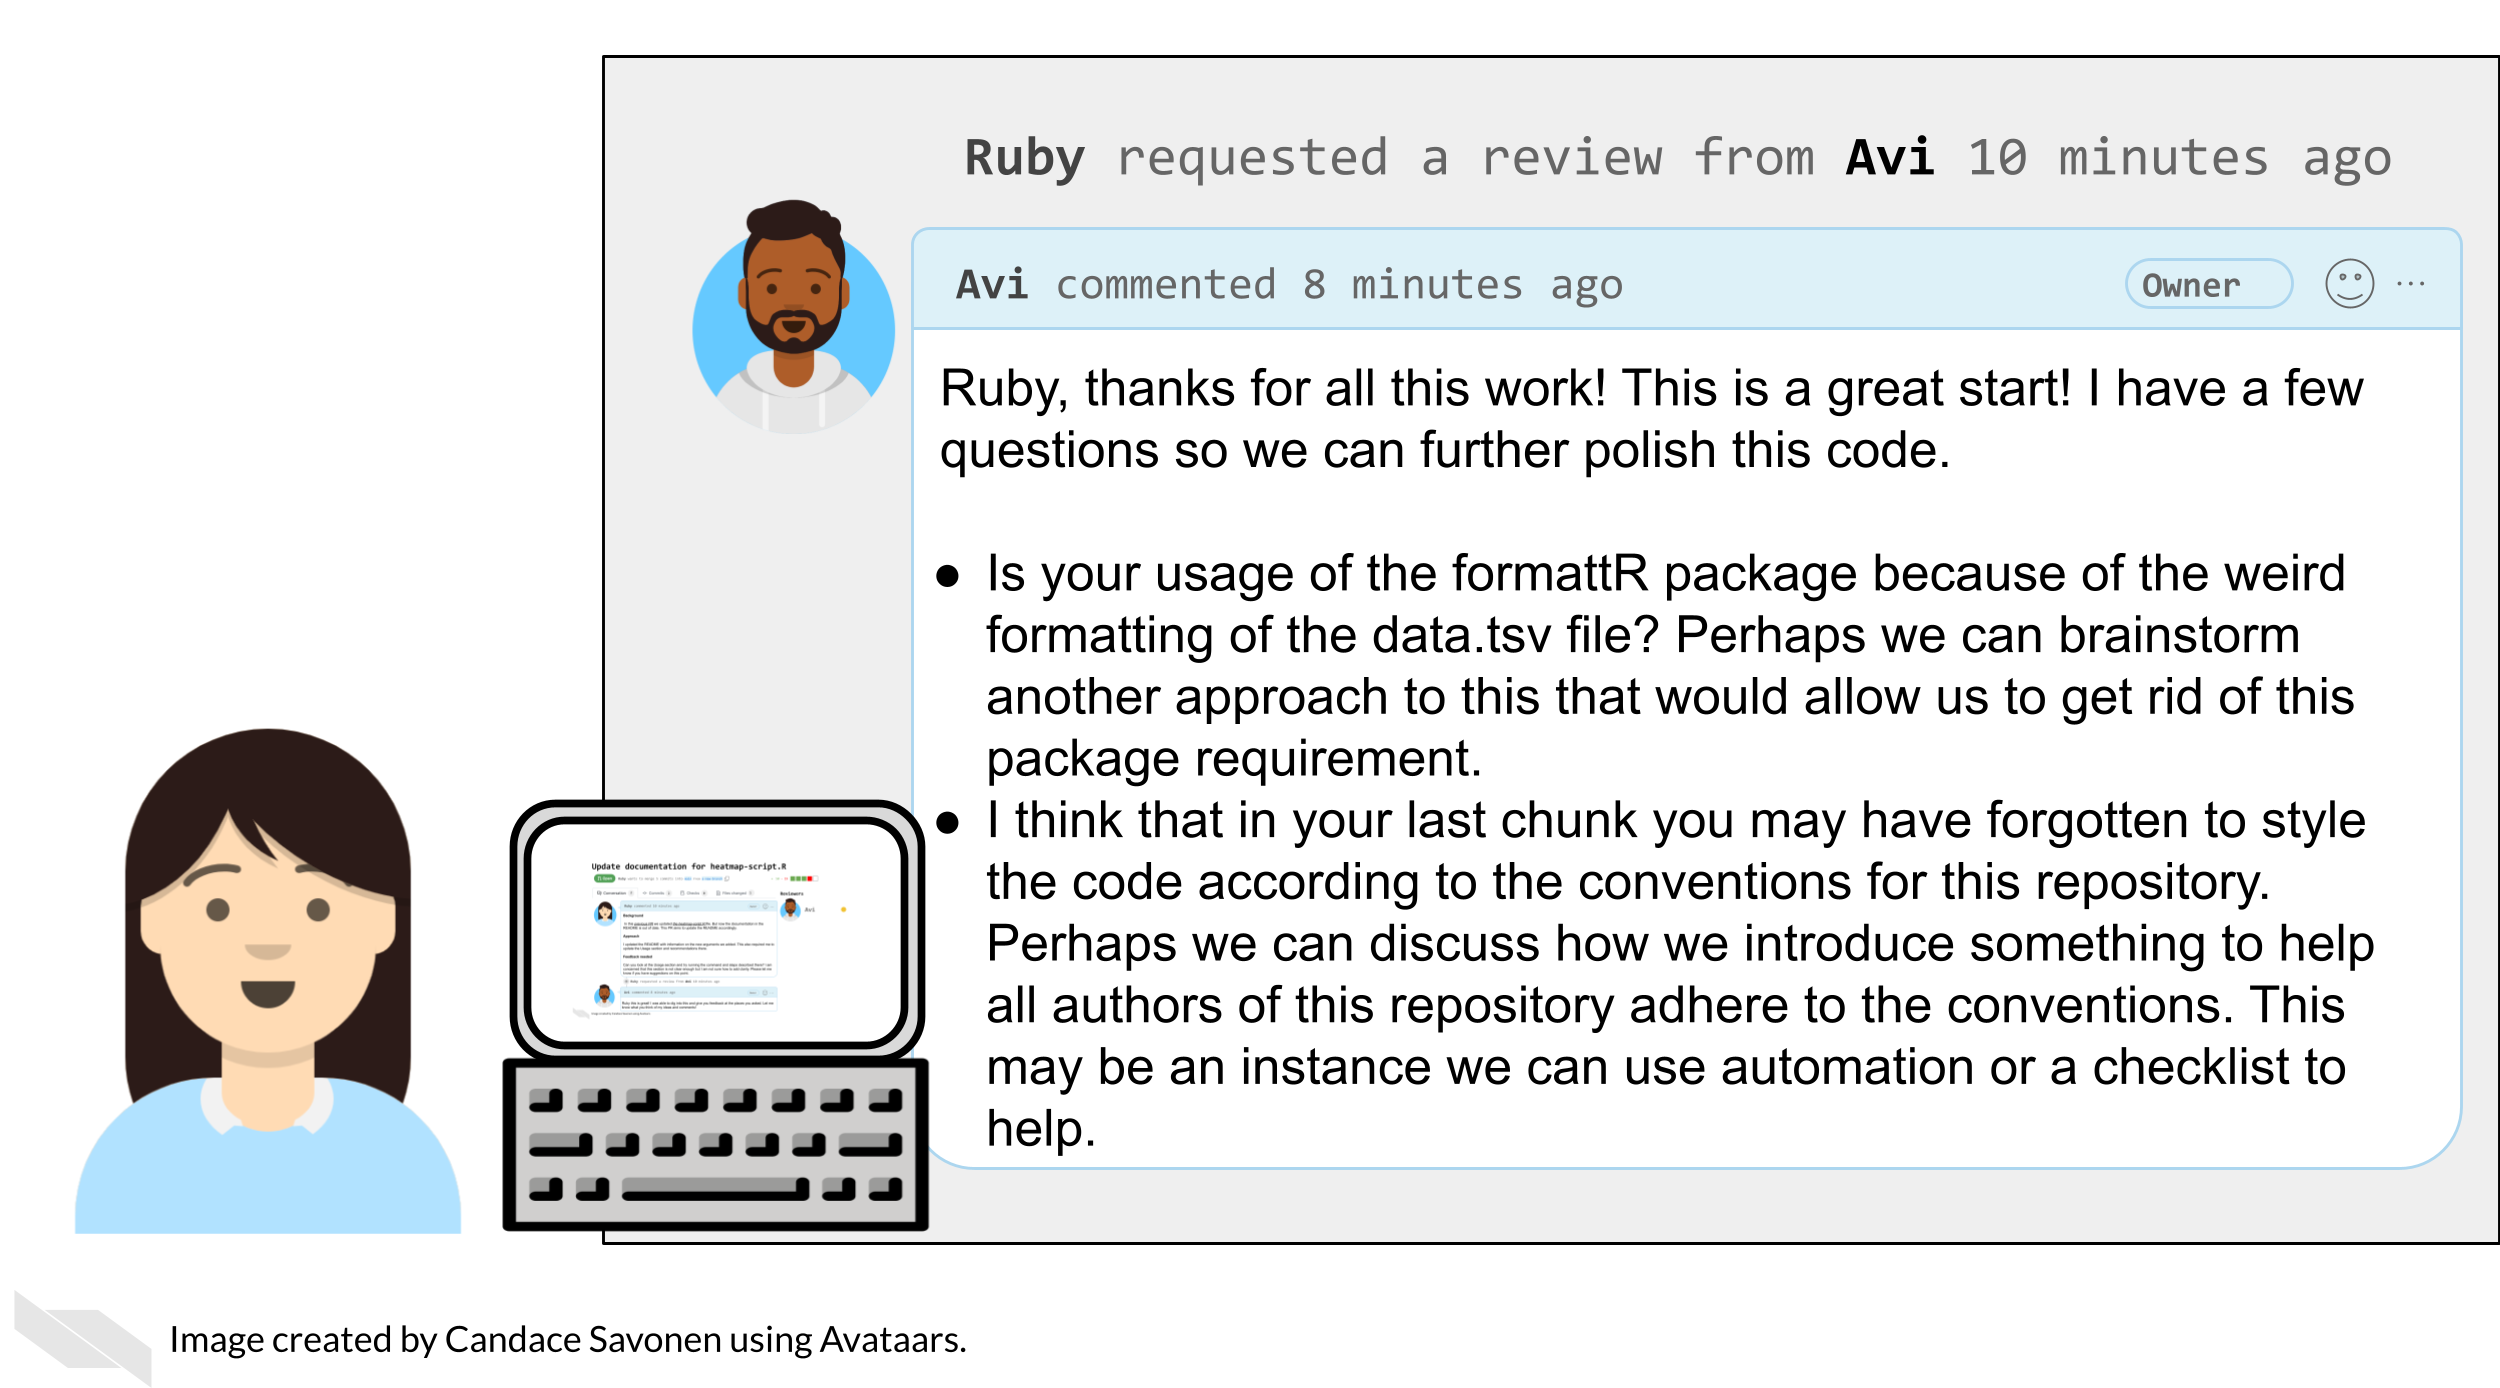 Ruby requested a review from Avi 10 minutes ago
Avi commented 8 minutes ago Owner ...
Ruby, thanks for all this work! This is a great start! I have a few
questions so we can further polish this code.
● Is your usage of the formattR package because of the weird
formatting of the data.tsv file? Perhaps we can brainstorm
another approach to this that would allow us to get rid of this
package requirement.
● I think that in your last chunk you may have forgotten to style
the code according to the conventions for this repository.
Perhaps we can discuss how we introduce something to help
all authors of this repository adhere to the conventions. This
may be an instance we can use automation or a checklist to
help.
Update documentation for heatmap-script.R
Reviewers
Avi
Background
Approach
Feedback needed
Image created by Candace Savonen using Avataars.